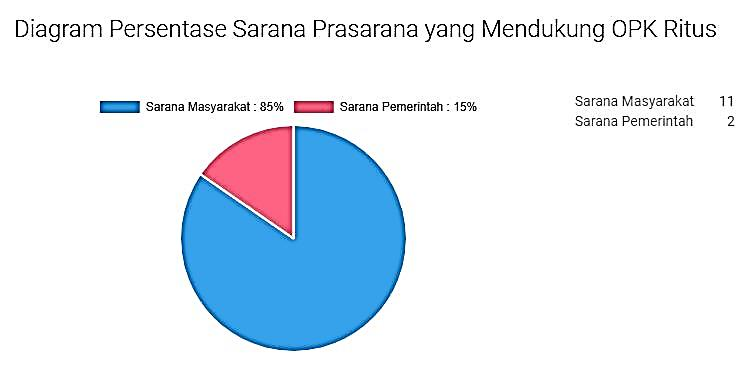 Diagram Persentase Sarana Prasarana yang Mendukung OPK Ritus
Sarana Masyarakat : 85% Sarana Pemerintah : 15%
Sarana Masyarakat 11
Sarana Pemerintah 2